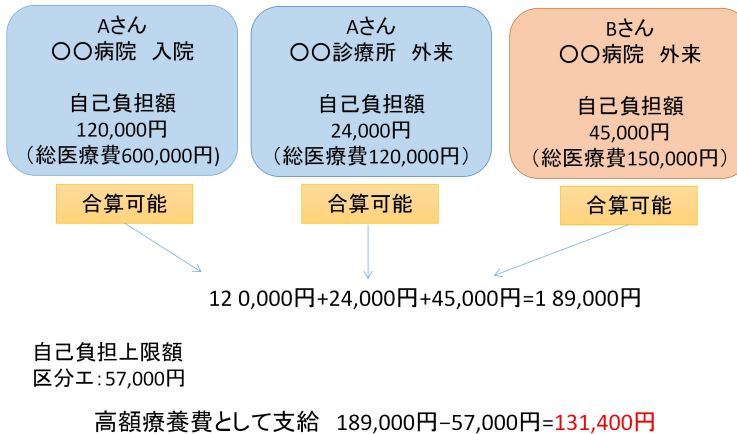 Aさん
〇〇病院 入院
自己負担額
120,000円
（総医療費600,000円)
Aさん
〇〇診療所 外来
自己負担額
24,000円
（総医療費120,000円）
Bさん
〇〇病院 外来
自己負担額
45,000円
（総医療費150,000円）
合算可能
合算可能
合算可能
12 0,000円+24,000円+45,000円=1 89,000円
自己負担上限額
区分エ：57,000円
高額療養費として支給 189,000円−57,000円=131,400円